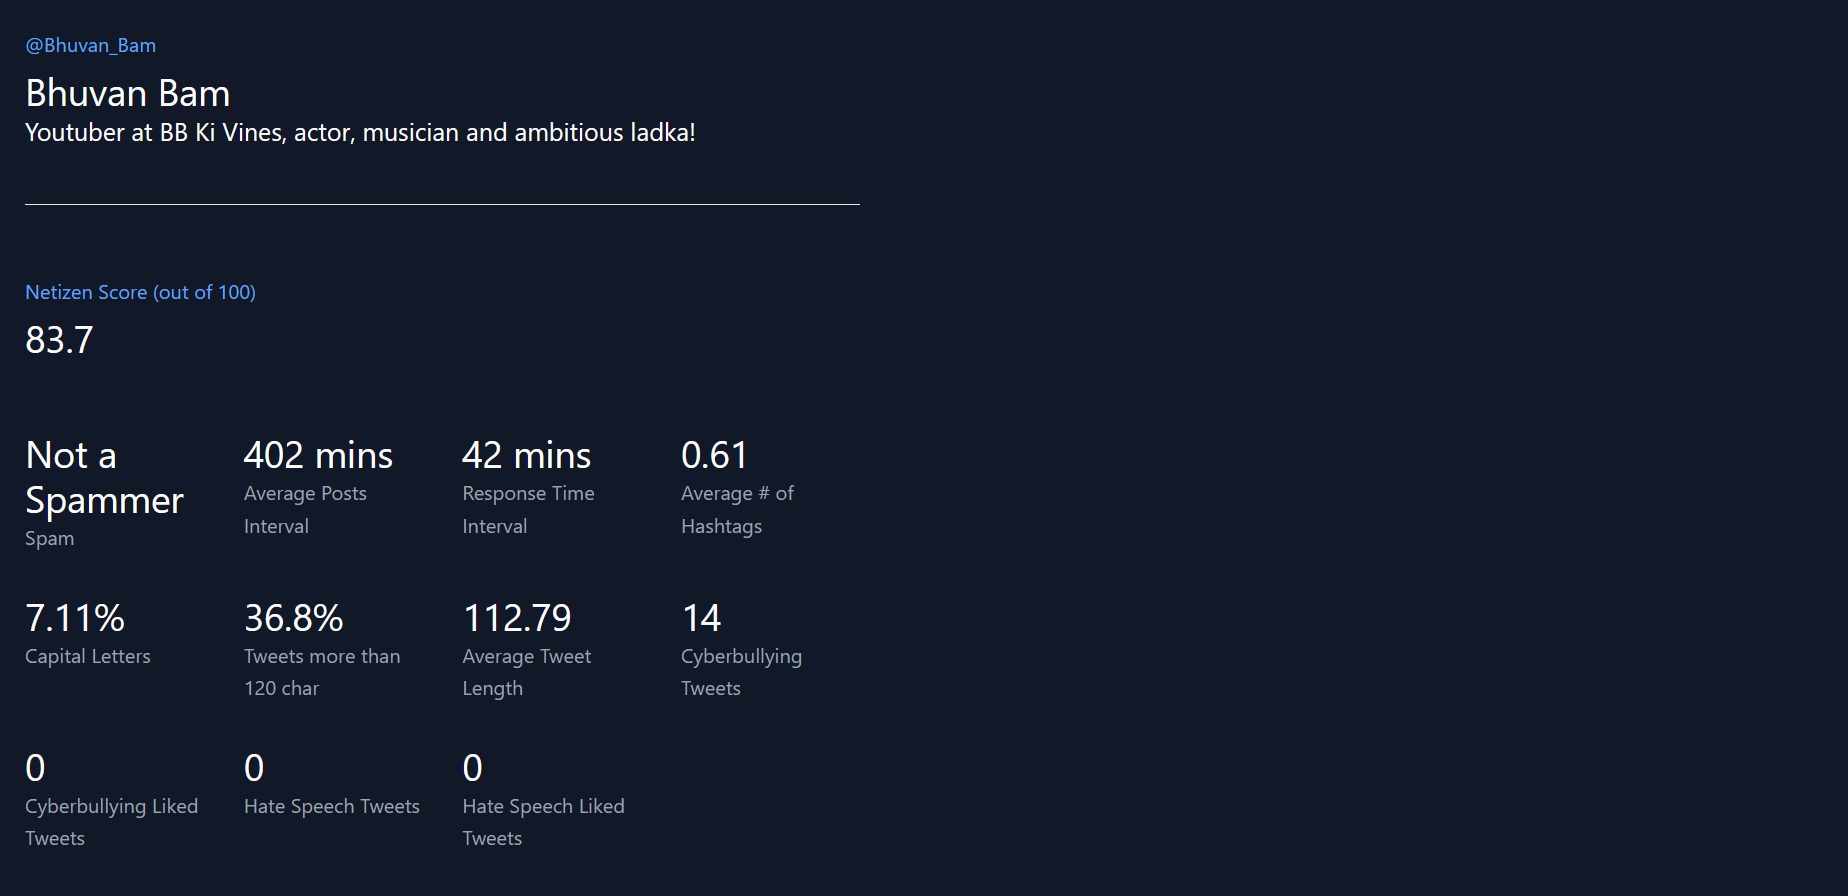 @Bhuvan_Bam
Bhuvan Bam
Youtuber at BB Ki Vines, actor, musician and ambitious ladka!
Netizen Score (out of 100)
83.7
Not a
Spammer
Spam
402 mins
Average Posts
Interval
42 mins
Response Time
Interval
0.61
Average # of
Hashtags
7.11%
Capital Letters
36.8%
Tweets more than
120 char
112.79
Average Tweet
Length
14
Cyberbullying
Tweets
0
Cyberbullying Liked
Tweets
0
Hate Speech Tweets
0
Hate Speech Liked
Tweets